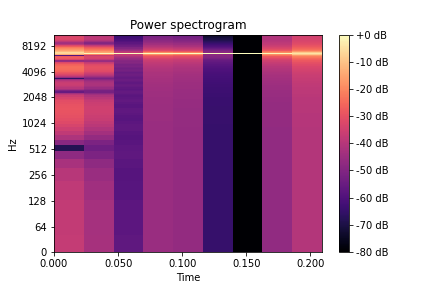 Power spectrogram
Hz
8192
4096
2048
1024
512
256
128
64
0
0.000 0.050 0.100 0.150 0.200
Time
+0 dB
-10 dB
-20 dB
-30 dB
-40 dB
-50 dB
-60 dB
-70 dB
-80 dB